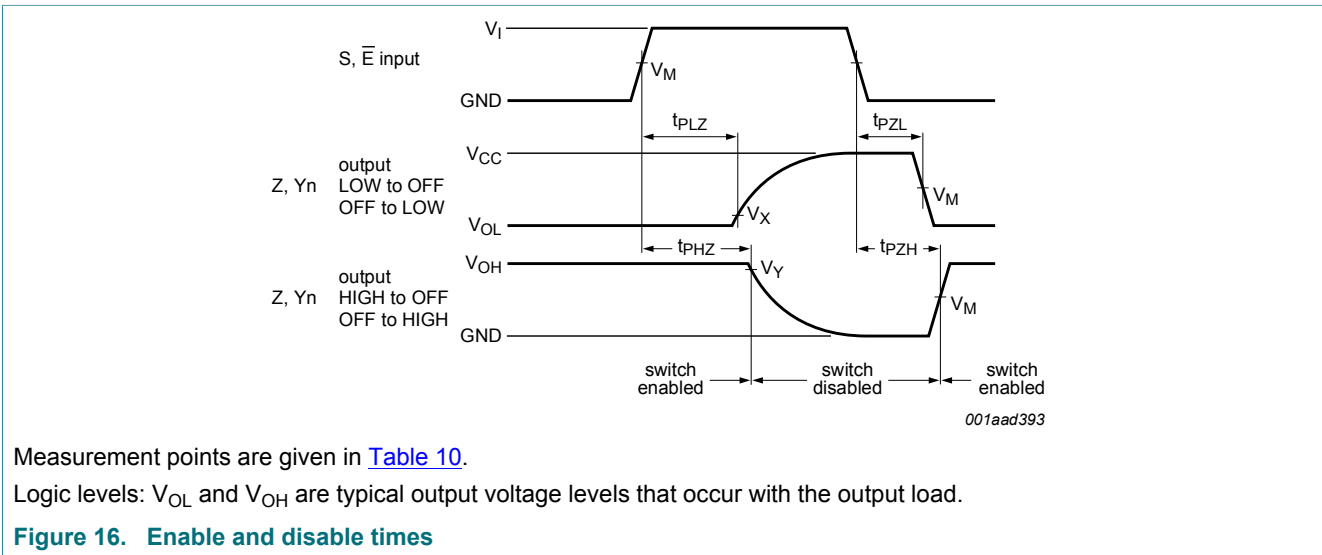 V_I
S, E̅ input
V_M
GND
t_PLZ
t_PZL
V_CC
output
Z, Yn LOW to OFF
OFF to LOW
V_M
V_X
V_OL
t_PHZ
t_PZH
V_OH
V_Y
output
Z, Yn HIGH to OFF
OFF to HIGH
V_M
GND
switch enabled
switch disabled
switch enabled
001aad393
Measurement points are given in Table 10.
Logic levels: V_OL and V_OH are typical output voltage levels that occur with the output load.
Figure 16. Enable and disable times